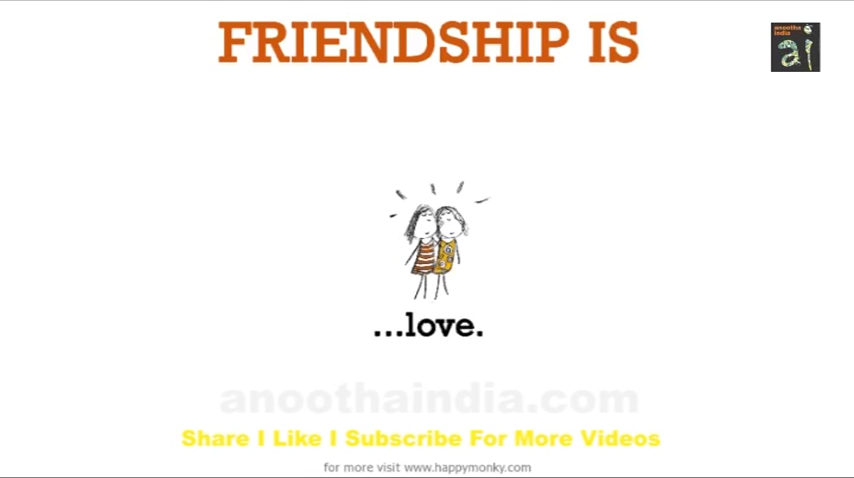 FRIENDSHIP IS
anootha
india
ai
...love.
anoothaindia.com
Share I Like I Subscribe For More Videos
for more visit www.happymonky.com